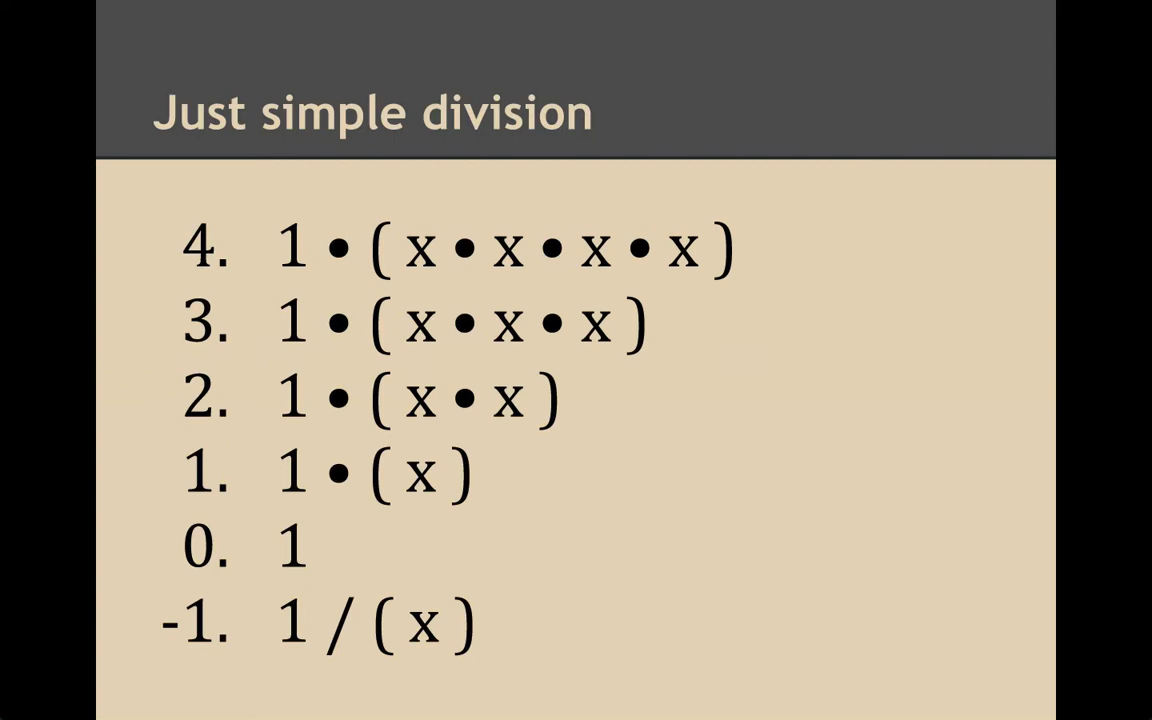 Just simple division
4. 1 • ( x • x • x • x )
3. 1 • ( x • x • x )
2. 1 • ( x • x )
1. 1 • ( x )
0. 1
-1. 1 / ( x )